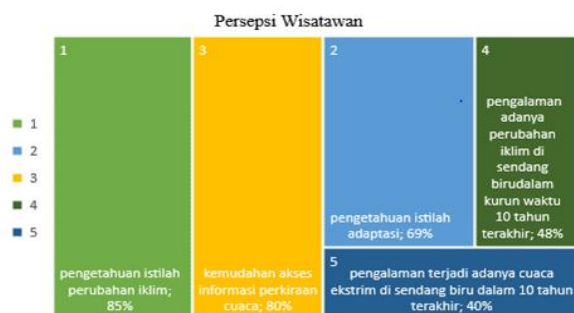 Persepsi Wisatawan
1
2
3
4
5
1
pengetahuan istilah
perubahan iklim;
85%
3
kemudahan akses
informasi perkiraan
cuaca; 80%
2
pengetahuan istilah
adaptasi; 69%
4
pengalaman
adanya
perubahan
iklim di
sendang
birudalam
kurun waktu
10 tahun
terakhir; 48%
5
pengalaman terjadi adanya cuaca
ekstrim di sendang biru dalam 10 tahun
terakhir; 40%